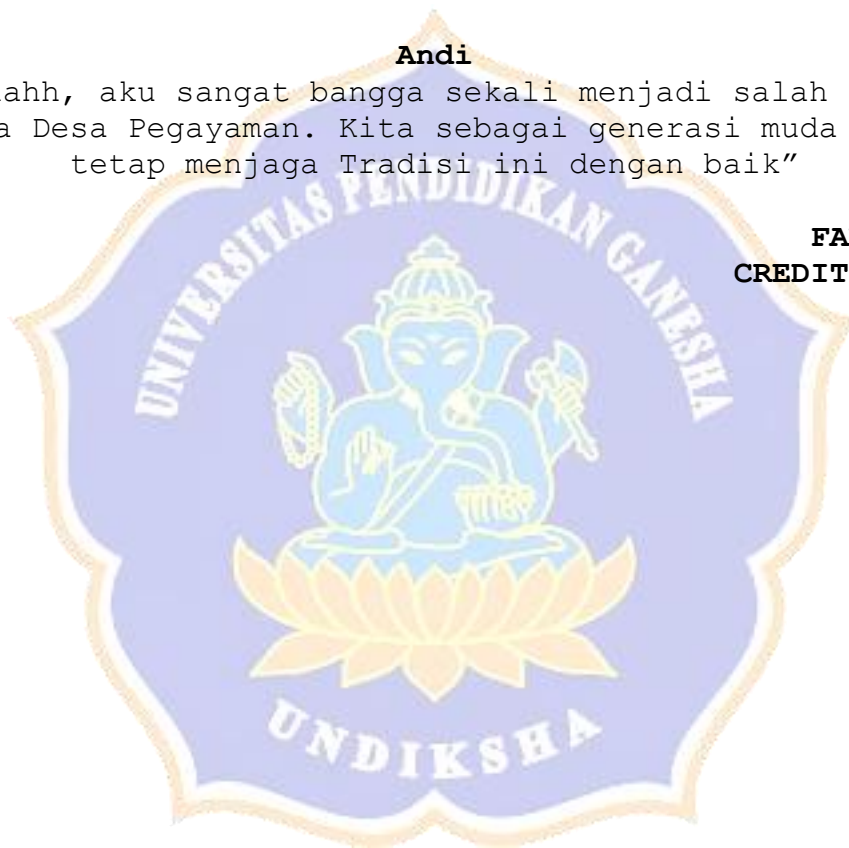 Andi
ahh, aku sangat bangga sekali menjadi salah
a Desa Pegayaman. Kita sebagai generasi muda
tetap menjaga Tradisi ini dengan baik”
FA
CREDIT
UNIVERSITAS PENDIDIKAN GANESHA
UNDIKSHA